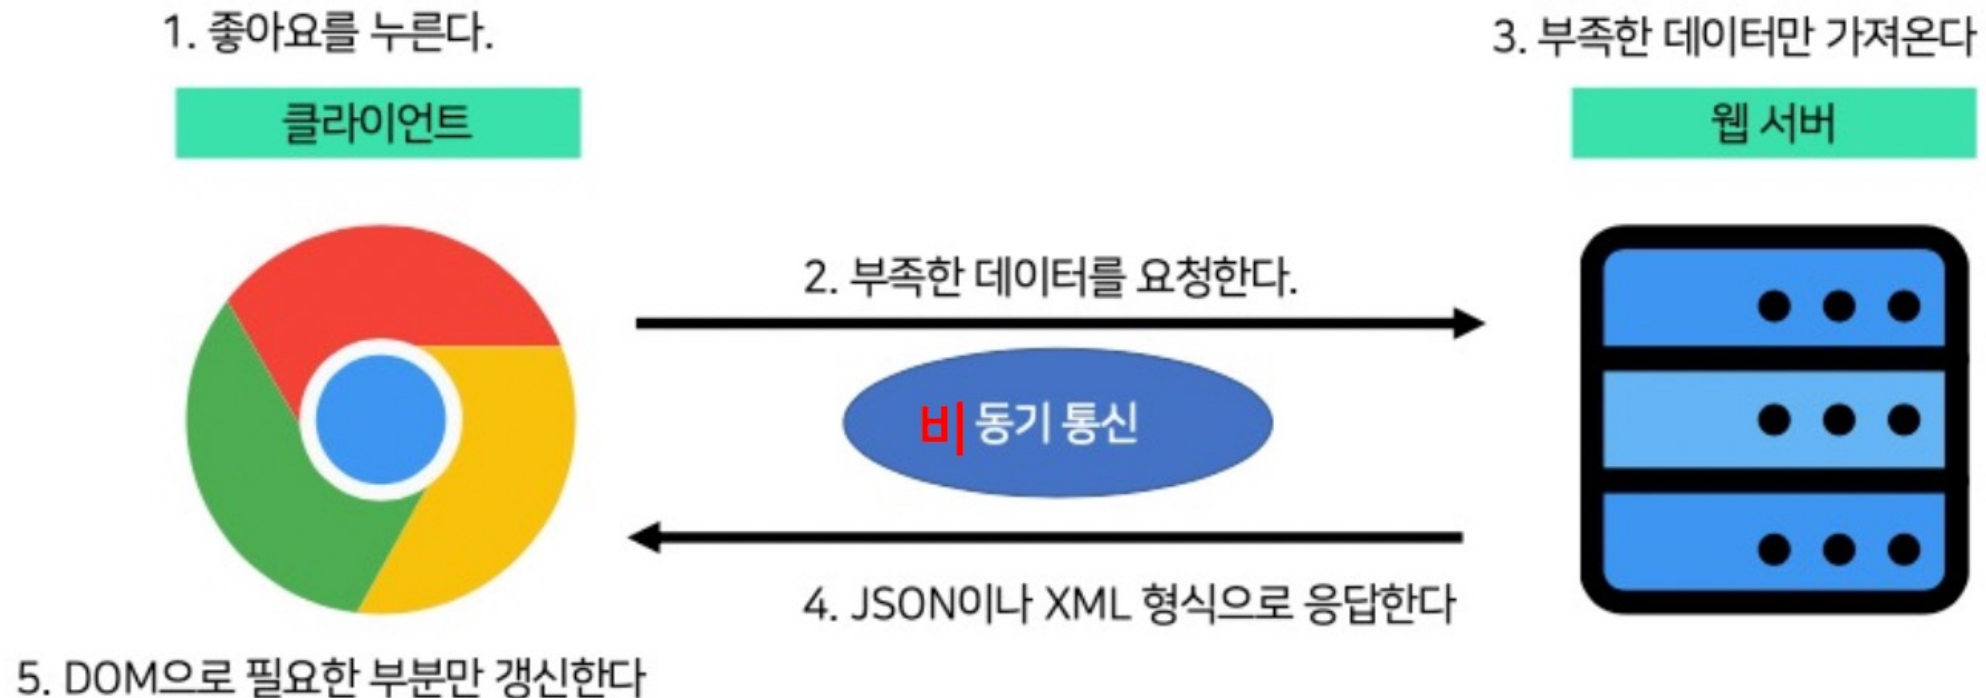 1. 좋아요를 누른다.
3. 부족한 데이터만 가져온다
클라이언트
웹 서버
2. 부족한 데이터를 요청한다.
비 동기 통신
4. JSON이나 XML 형식으로 응답한다
5. DOM으로 필요한 부분만 갱신한다